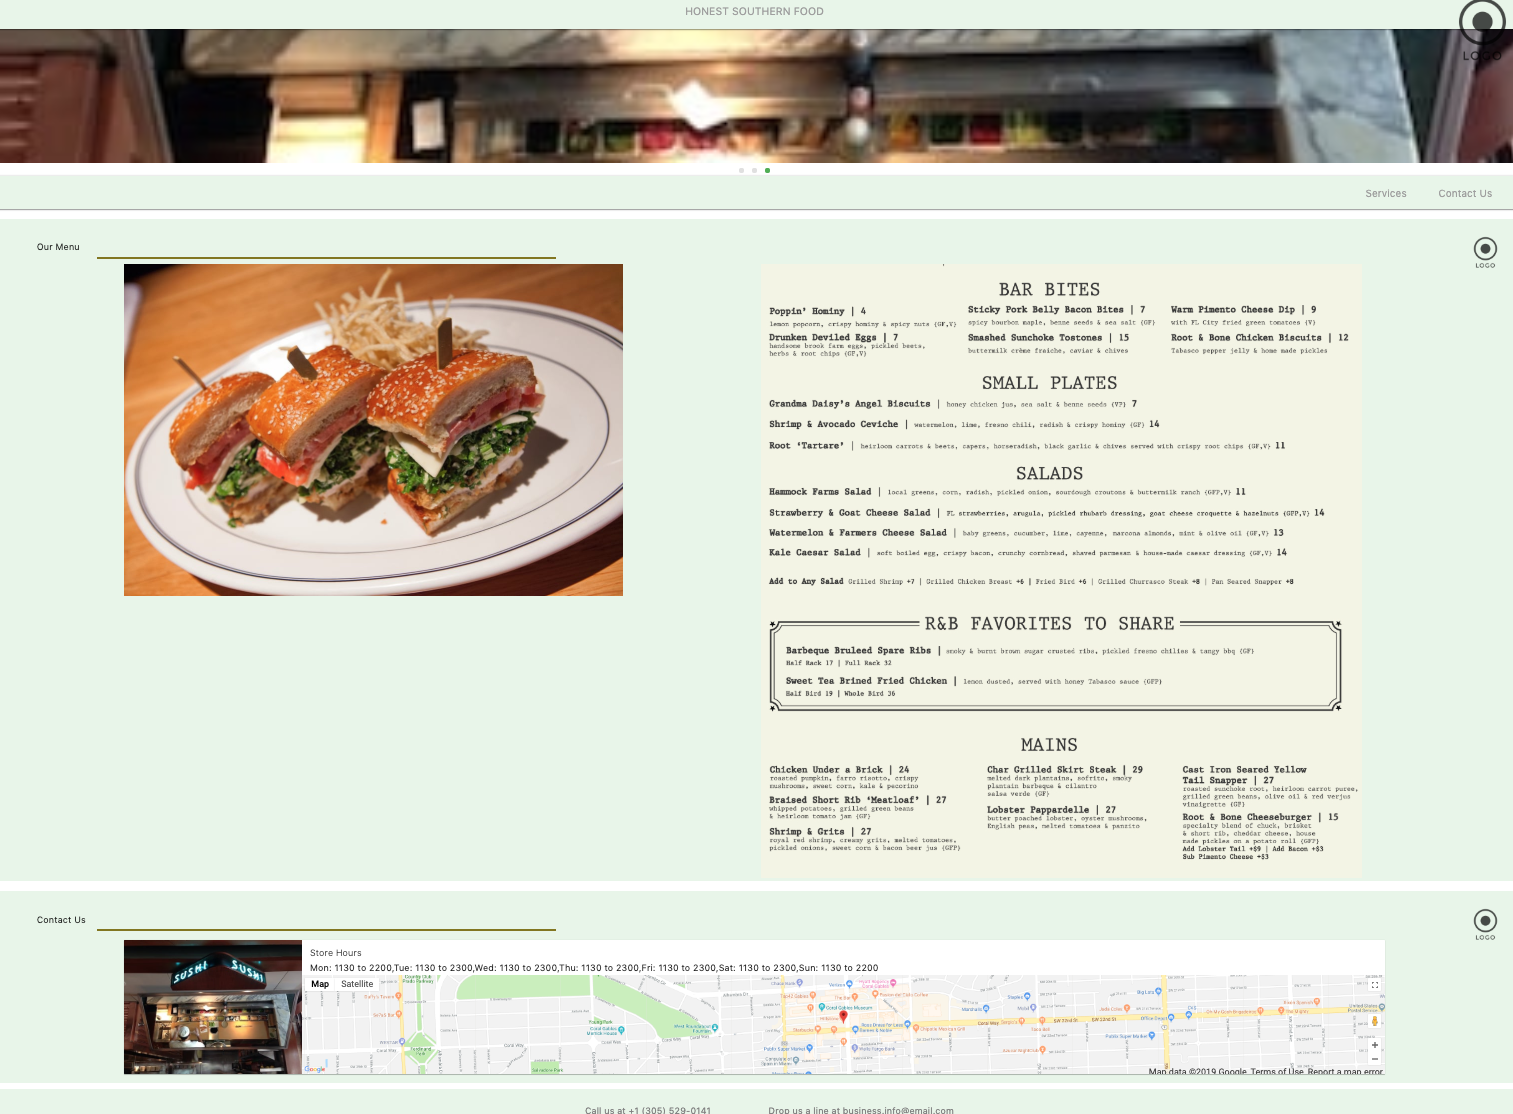 HONEST SOUTHERN FOOD
LOGO
Services Contact Us
Our Menu
LOGO
BAR BITES
Poppin' Hominy | 4
lemon popcorn, crispy hominy & spicy nuts (GF,V)
Drunken Deviled Eggs | 7
handsome brook farm eggs, pickled beets,
herbs & root chips (GF,V)
Sticky Pork Belly Bacon Bites | 7
spicy bourbon maple, benne seeds & sea salt (GF)
Smashed Sunchoke Tostones | 15
buttermilk crème fraiche, caviar & chives
Warm Pimento Cheese Dip | 9
with FL City fried green tomatoes (V)
Root & Bone Chicken Biscuits | 12
Tabasco pepper jelly & home made pickles
SMALL PLATES
Grandma Daisy's Angel Biscuits | honey chicken jus, sea salt & benne seeds (VP) 7
Shrimp & Avocado Ceviche | watermelon, lime, fresno chili, radish & crispy hominy (GF) 14
Root 'Tartare' | heirloom carrots & beets, capers, horseradish, black garlic & chives served with crispy root chips (GF,V) 11
SALADS
Hammock Farms Salad | local greens, corn, radish, pickled onion, sourdough croutons & buttermilk ranch (GFP,V) 11
Strawberry & Goat Cheese Salad | FL strawberries, arugula, pickled rhubarb dressing, goat cheese croquette & hazelnuts (GFP,V) 14
Watermelon & Farmers Cheese Salad | baby greens, cucumber, lime, cayenne, marcona almonds, mint & olive oil (GF,V) 13
Kale Caesar Salad | soft boiled egg, crispy bacon, crunchy cornbread, shaved parmesan & house-made caesar dressing (GF,V) 14
Add to Any Salad Grilled Shrimp +7 | Grilled Chicken Breast +6 | Fried Bird +6 | Grilled Churrasco Steak +8 | Pan Seared Snapper +8
R&B FAVORITES TO SHARE
Barbeque Bruleed Spare Ribs | smoky & burnt brown sugar crusted ribs, pickled fresno chilies & tangy bbq (GF)
Half Rack 17 | Full Rack 32
Sweet Tea Brined Fried Chicken | lemon dusted, served with honey Tabasco sauce (GFP)
Half Bird 19 | Whole Bird 36
MAINS
Chicken Under a Brick | 24
roasted pumpkin, farro risotto, crispy
mushrooms, sweet corn, kale & pecorino
Braised Short Rib 'Meatloaf' | 27
whipped potatoes, grilled green beans
& heirloom tomato jam (GF)
Shrimp & Grits | 27
royal red shrimp, creamy grits, melted tomatoes,
pickled onions, sweet corn & bacon beer jus (GFP)
Char Grilled Skirt Steak | 29
melted dark plantains, sofrito, smoky
plantain barbeque & cilantro
salsa verde (GF)
Lobster Pappardelle | 27
butter poached lobster, oyster mushrooms,
English peas, melted tomatoes & panzito
Cast Iron Seared Yellow
Tail Snapper | 27
roasted sunchoke root, heirloom carrot puree,
grilled green beans, olive oil & red verjus
vinaigrette (GF)
Root & Bone Cheeseburger | 15
specialty blend of chuck, brisket
& short rib, cheddar cheese, house
made pickles on a potato roll (GFP)
Add Lobster Tail +$9 | Add Bacon +$3
Sub Pimento Cheese +$3
Contact Us
LOGO
SUSHI SUSHI
Store Hours
Mon: 1130 to 2200,Tue: 1130 to 2300,Wed: 1130 to 2300,Thu: 1130 to 2300,Fri: 1130 to 2300,Sat: 1130 to 2300,Sun: 1130 to 2200
Map Satellite
Coral Gables Museum
Coral Way
SW 22nd St
Publix Super Market
Salvadore Park
Google
Map data ©2019 Google Terms of Use Report a map error
Call us at +1 (305) 529-0141 Drop us a line at business.info@email.com